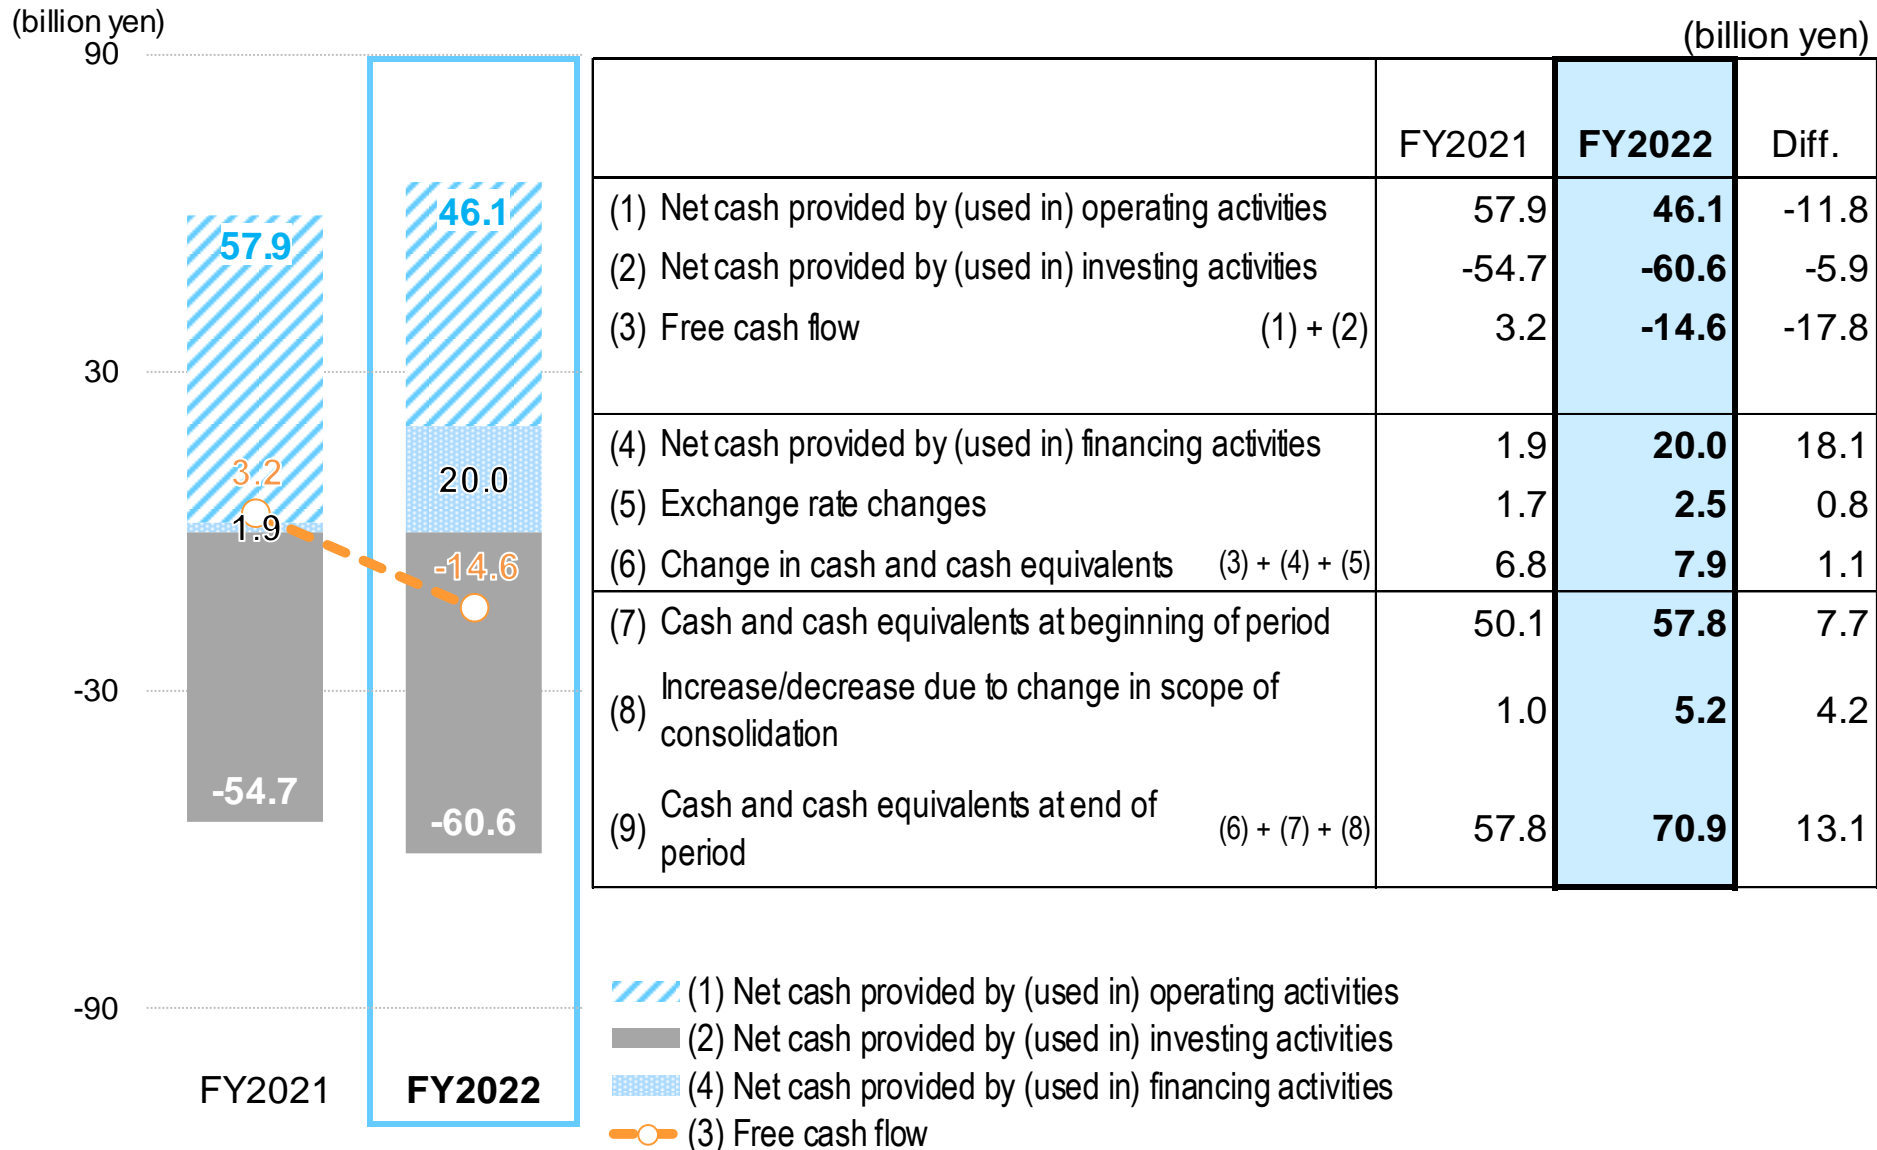 (billion yen)
90
30
-30
-90
57.9
3.2
1.9
-54.7
46.1
20.0
-14.6
-60.6
FY2021 FY2022
(billion yen)
FY2021 FY2022 Diff.
(1) Net cash provided by (used in) operating activities 57.9 46.1 -11.8
(2) Net cash provided by (used in) investing activities -54.7 -60.6 -5.9
(3) Free cash flow (1) + (2) 3.2 -14.6 -17.8
(4) Net cash provided by (used in) financing activities 1.9 20.0 18.1
(5) Exchange rate changes 1.7 2.5 0.8
(6) Change in cash and cash equivalents (3) + (4) + (5) 6.8 7.9 1.1
(7) Cash and cash equivalents at beginning of period 50.1 57.8 7.7
(8) Increase/decrease due to change in scope of
consolidation 1.0 5.2 4.2
(9) Cash and cash equivalents at end of
period (6) + (7) + (8) 57.8 70.9 13.1
(1) Net cash provided by (used in) operating activities
(2) Net cash provided by (used in) investing activities
(4) Net cash provided by (used in) financing activities
(3) Free cash flow